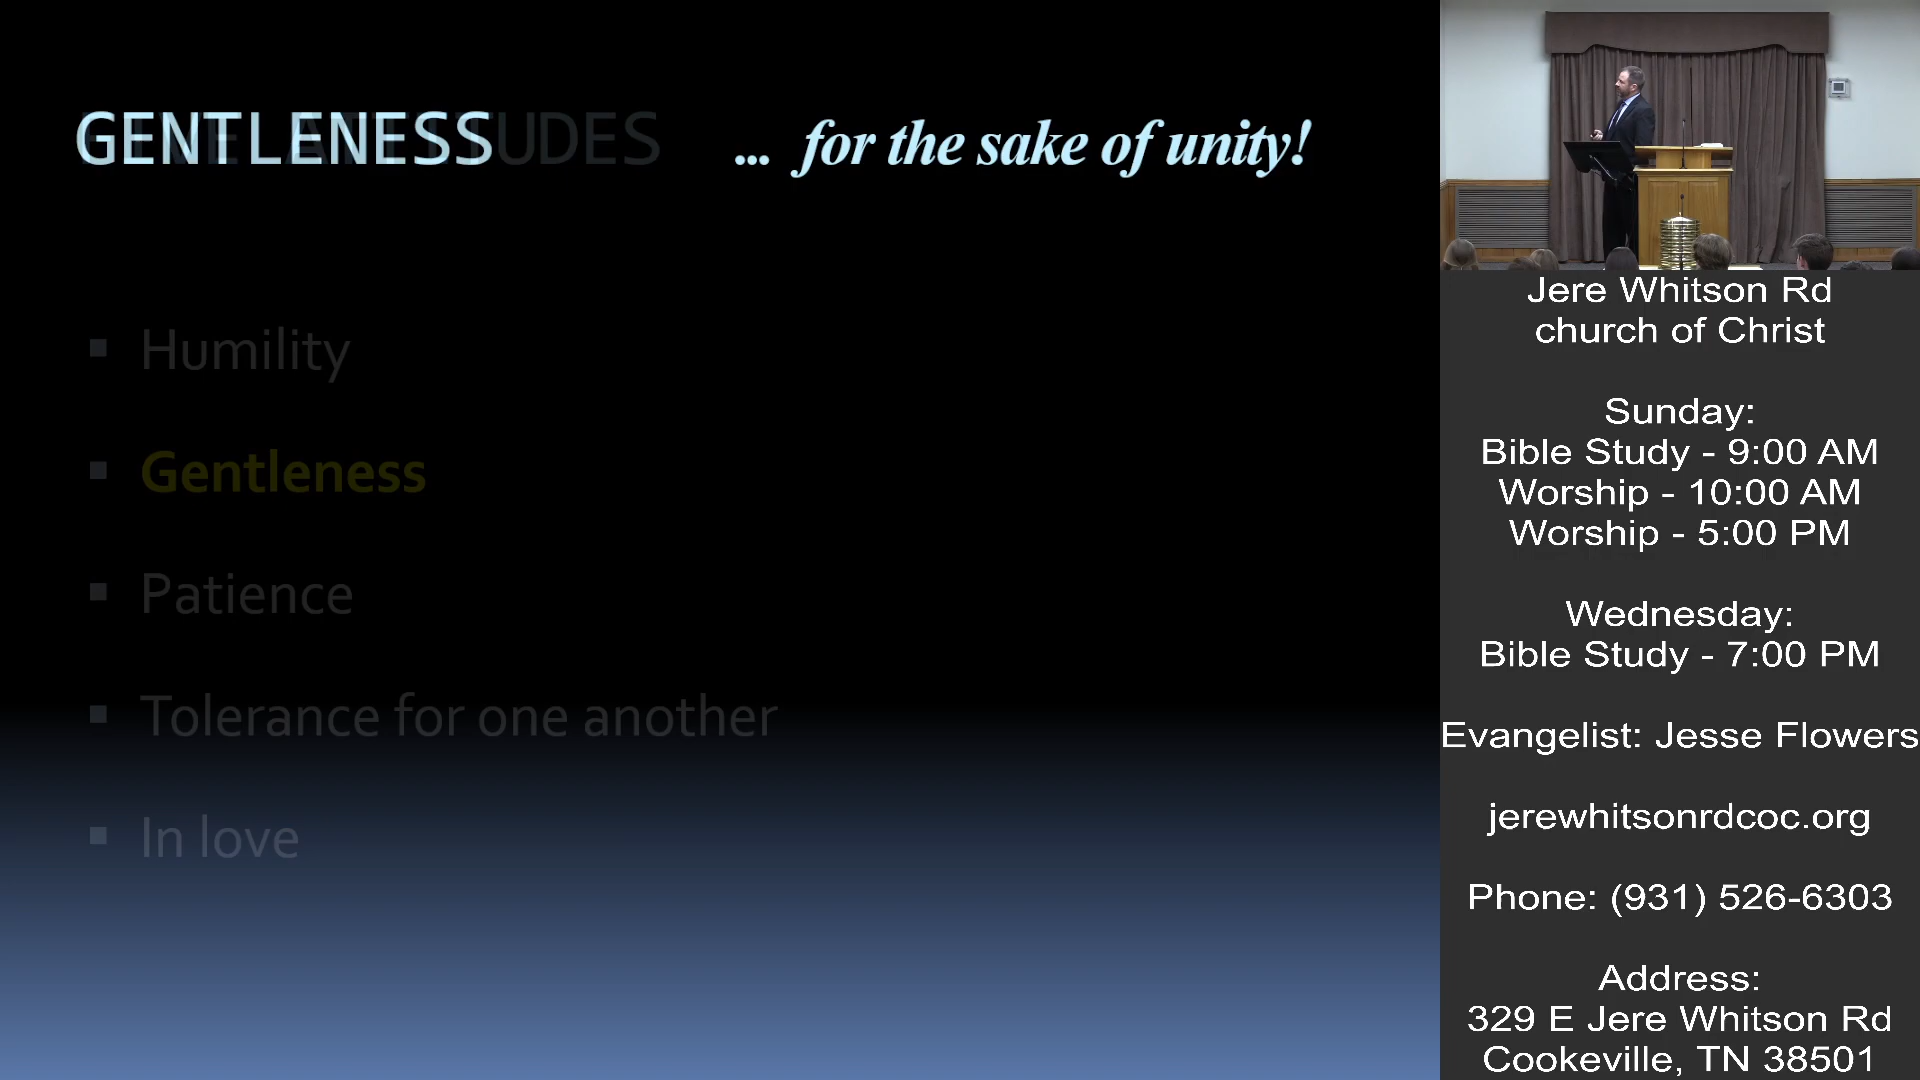 GENTLENESS ... for the sake of unity!
Humility
Gentleness
Patience
Tolerance for one another
In love
Jere Whitson Rd
church of Christ
Sunday:
Bible Study - 9:00 AM
Worship - 10:00 AM
Worship - 5:00 PM
Wednesday:
Bible Study - 7:00 PM
Evangelist: Jesse Flowers
jerewhitsonrdcoc.org
Phone: (931) 526-6303
Address:
329 E Jere Whitson Rd
Cookeville, TN 38501